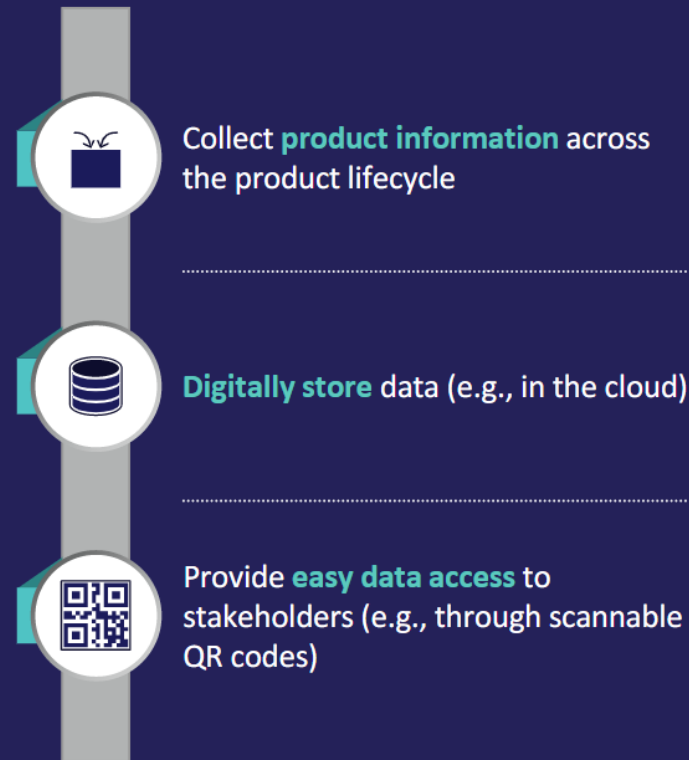 Collect product information across
the product lifecycle
Digitally store data (e.g., in the cloud)
Provide easy data access to
stakeholders (e.g., through scannable
QR codes)